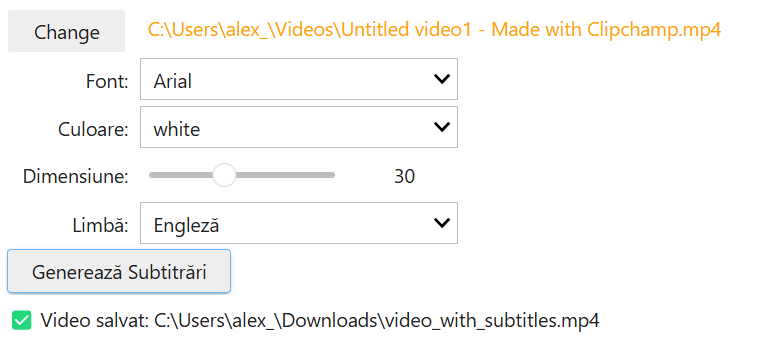 Change C:\Users\alex_\Videos\Untitled video1 - Made with Clipchamp.mp4
Font: Arial
Culoare: white
Dimensiune: 30
Limbă: Engleză
Generează Subtitrări
Video salvat: C:\Users\alex_\Downloads\video_with_subtitles.mp4